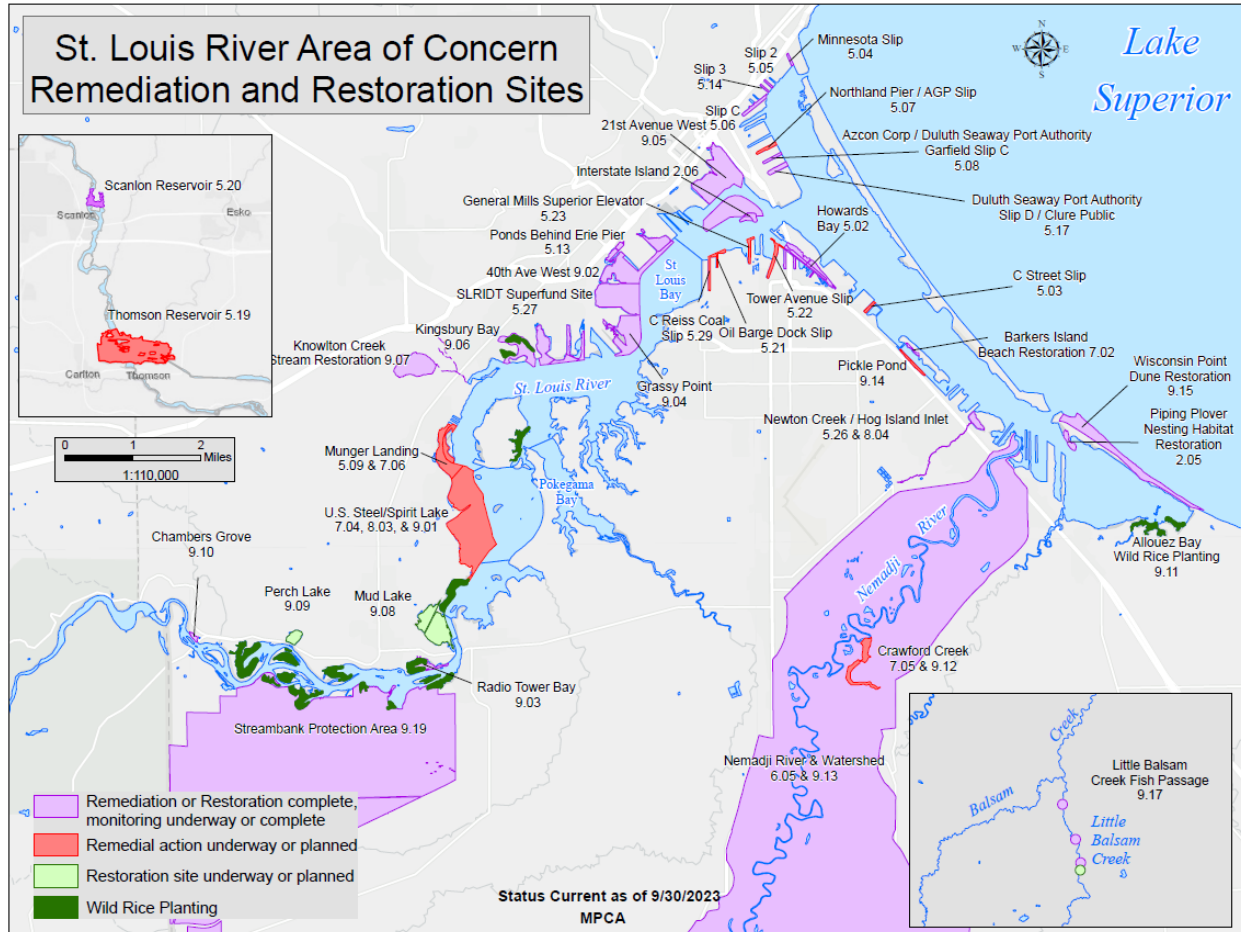 St. Louis River Area of Concern
Remediation and Restoration Sites
Lake
Superior
N
W
E
S
Minnesota Slip
5.04
Slip 2
5.05
Slip 3
5.14
Northland Pier / AGP Slip
5.07
Slip C
5.06
21st Avenue West
9.05
Azcon Corp / Duluth Seaway Port Authority
Garfield Slip C
5.08
Interstate Island 2.06
Duluth Seaway Port Authority
Slip D / Clure Public
5.17
General Mills Superior Elevator
5.23
Howards
Bay 5.02
Ponds Behind Erie Pier
5.13
St
Louis
Bay
40th Ave West 9.02
SLRIDT Superfund Site
5.27
C Street Slip
5.03
Tower Avenue Slip
5.22
C Reiss Coal
Slip 5.29
Oil Barge Dock Slip
5.21
Kingsbury Bay
9.06
Knowlton Creek
Stream Restoration 9.07
Barkers Island
Beach Restoration 7.02
Pickle Pond
9.14
Wisconsin Point
Dune Restoration
9.15
St. Louis River
Grassy Point
9.04
Newton Creek / Hog Island Inlet
5.26 & 8.04
Piping Plover
Nesting Habitat
Restoration
2.05
Munger Landing
5.09 & 7.06
Pokegama
Bay
U.S. Steel/Spirit Lake
7.04, 8.03, & 9.01
Nemadji River
Allouez Bay
Wild Rice Planting
9.11
Chambers Grove
9.10
Perch Lake
9.09
Mud Lake
9.08
Radio Tower Bay
9.03
Crawford Creek
7.05 & 9.12
Streambank Protection Area 9.19
Nemadji River & Watershed
6.05 & 9.13
Scanlon Reservoir 5.20
Scanlon
Esko
Thomson Reservoir 5.19
Carlton
Thomson
0 1 2
Miles
1:110,000
Creek
Balsam
Little Balsam
Creek Fish Passage
9.17
Little
Balsam
Creek
Remediation or Restoration complete,
monitoring underway or complete
Remedial action underway or planned
Restoration site underway or planned
Wild Rice Planting
Status Current as of 9/30/2023
MPCA